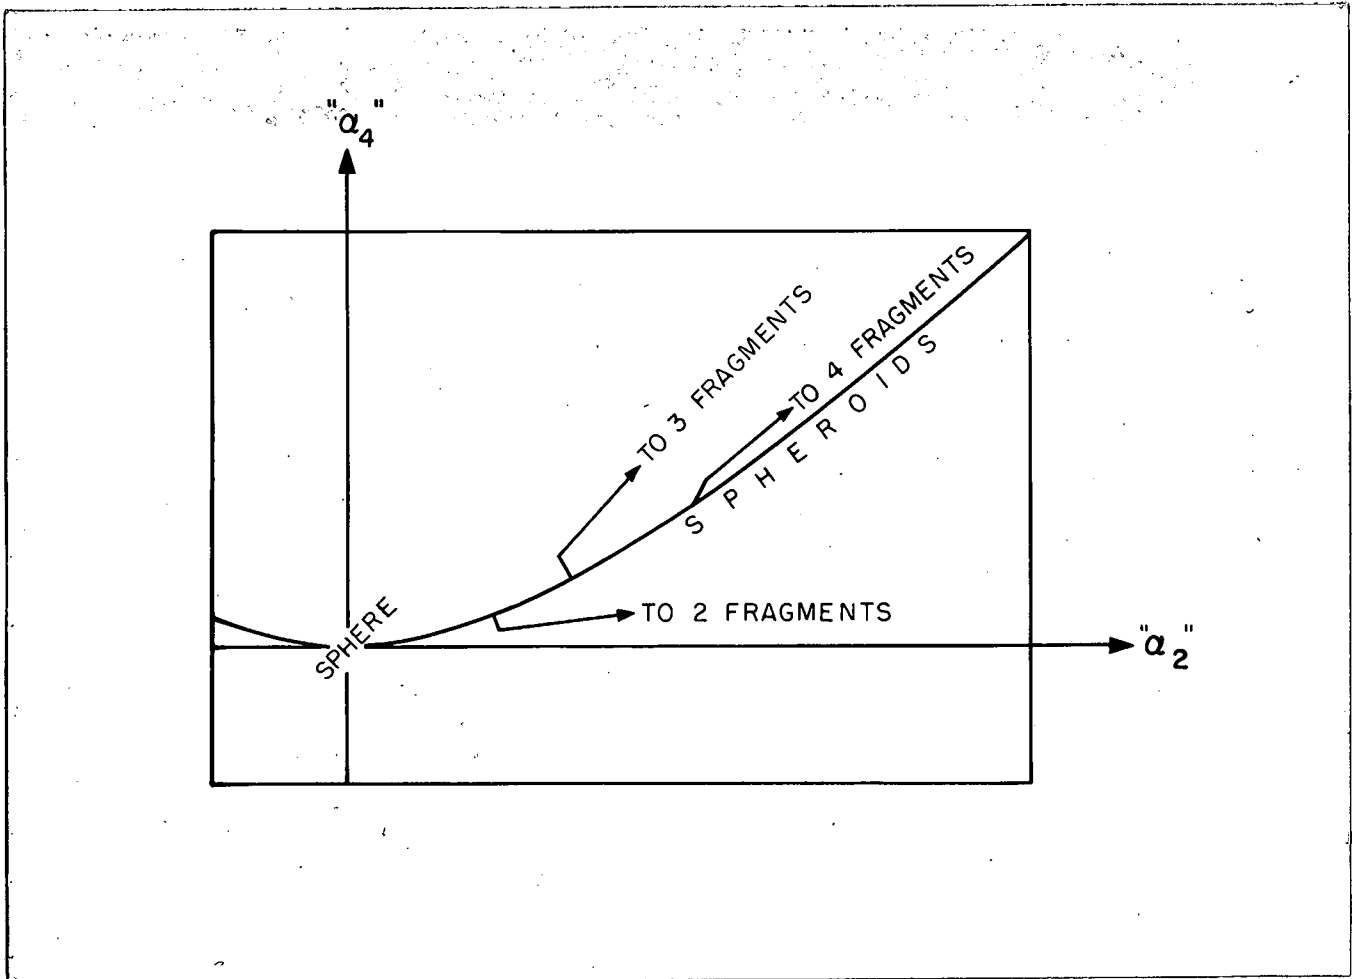 "α₄"
TO 3 FRAGMENTS
TO 4 FRAGMENTS
SPHEROIDS
TO 2 FRAGMENTS
SPHERE
"α₂"